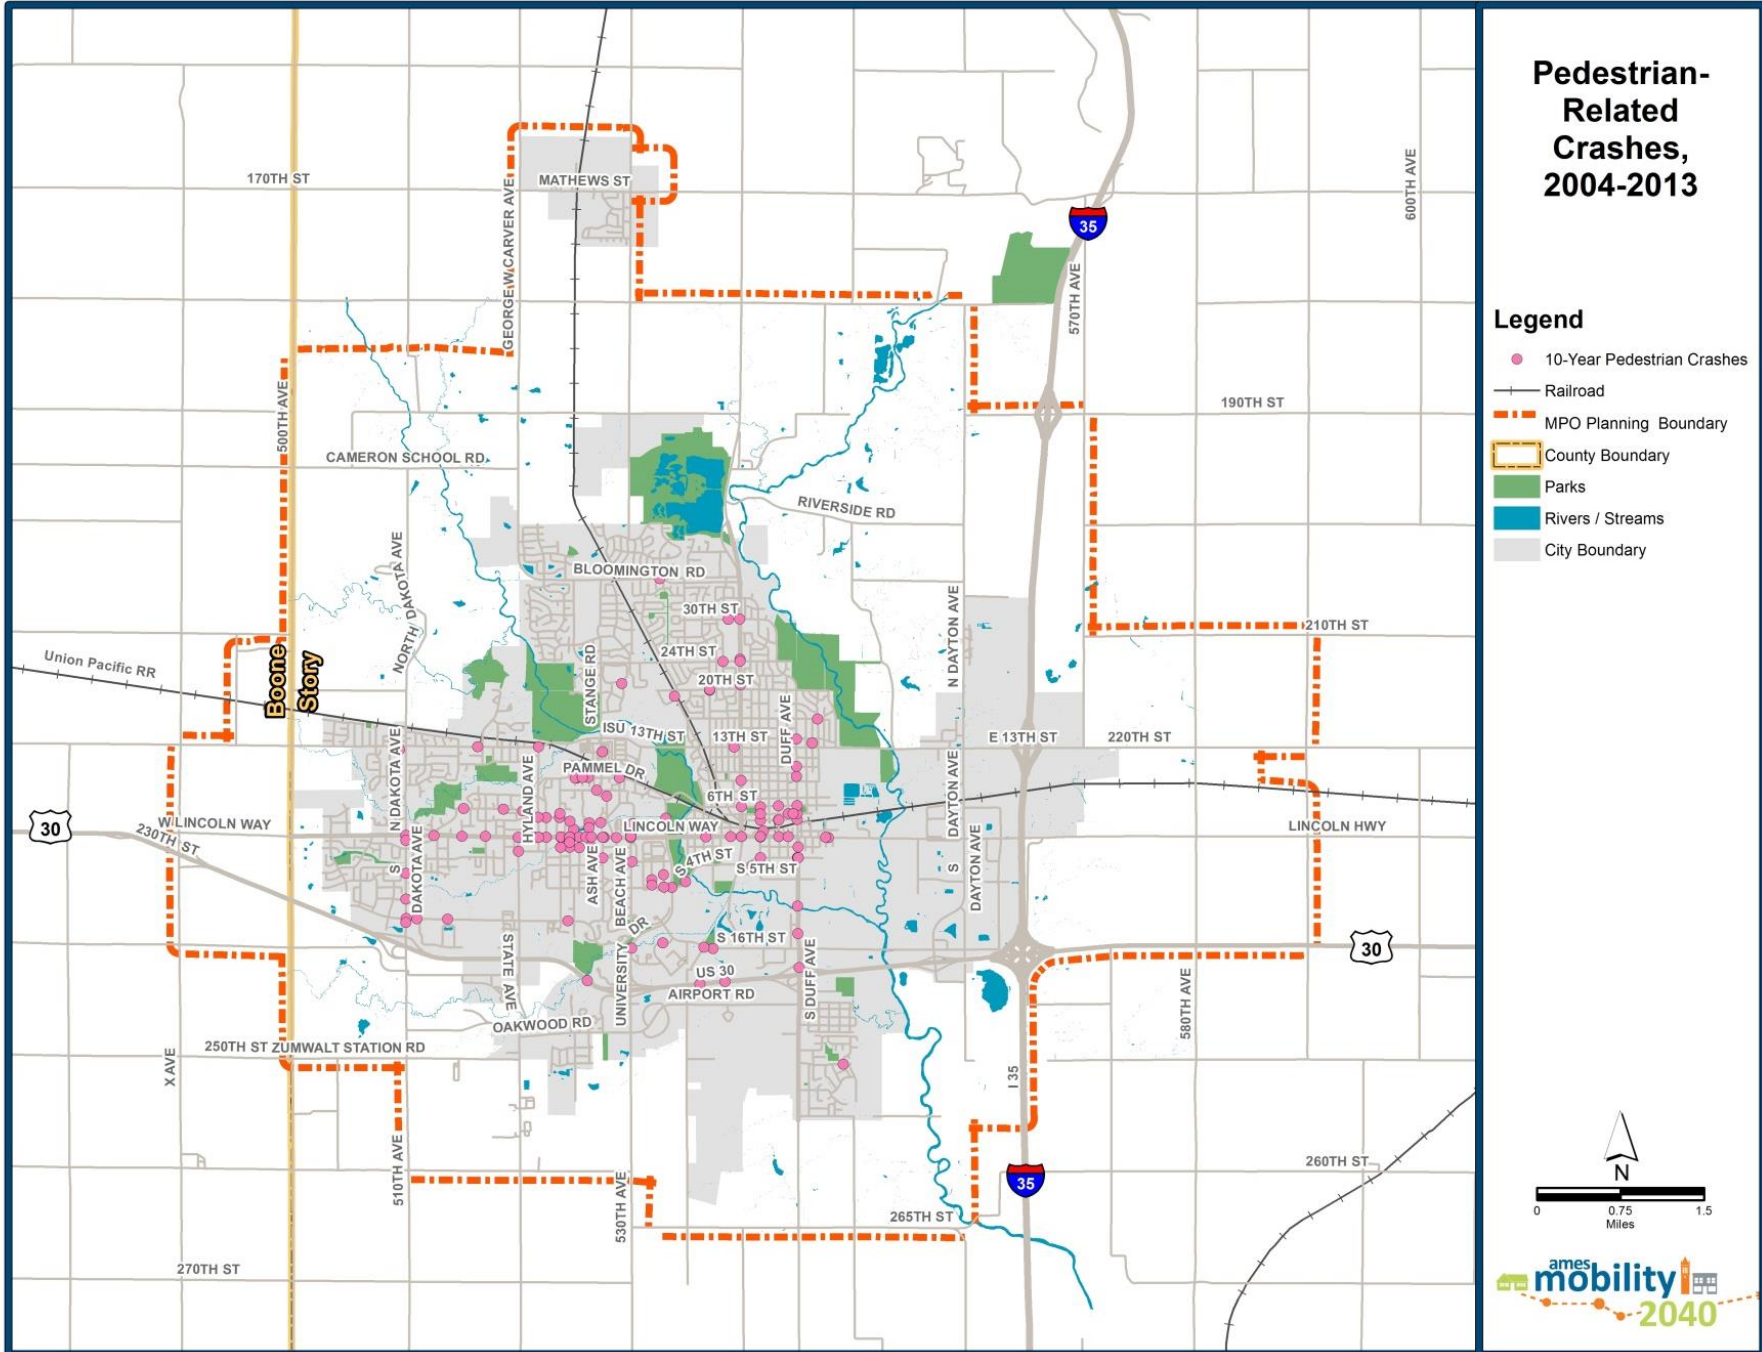 Pedestrian-
Related
Crashes,
2004-2013
Legend
10-Year Pedestrian Crashes
Railroad
MPO Planning Boundary
County Boundary
Parks
Rivers / Streams
City Boundary
N
0 0.75 1.5
Miles
ames
mobility
2040
170TH ST
MATHEWS ST
GEORGE W CARVER AVE
600TH AVE
35
570TH AVE
500TH AVE
190TH ST
CAMERON SCHOOL RD
RIVERSIDE RD
NORTH DAKOTA AVE
BLOOMINGTON RD
30TH ST
N DAYTON AVE
210TH ST
Union Pacific RR
Boone
Story
24TH ST
STANGE RD
20TH ST
DUFF AVE
ISU 13TH ST
13TH ST
E 13TH ST
220TH ST
N DAKOTA AVE
HYLAND AVE
PAMMEL DR
6TH ST
DAYTON AVE
30
W LINCOLN WAY
230TH ST
LINCOLN WAY
LINCOLN HWY
S
DAKOTA AVE
ASH AVE
BEACH AVE
S 4TH ST
S 5TH ST
S
DAYTON AVE
STATE AVE
UNIVERSITY DR
S 16TH ST
S DUFF AVE
30
US 30
AIRPORT RD
580TH AVE
OAKWOOD RD
250TH ST ZUMWALT STATION RD
X AVE
I 35
510TH AVE
530TH AVE
260TH ST
35
265TH ST
270TH ST